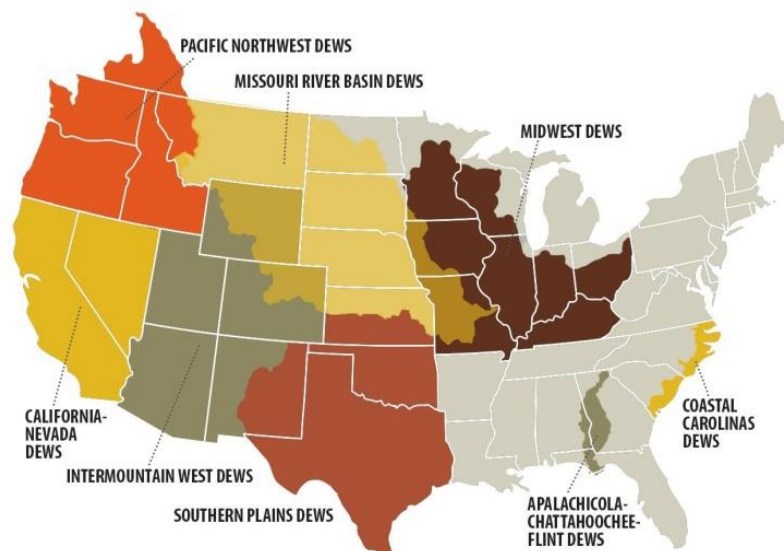 PACIFIC NORTHWEST DEWS
MISSOURI RIVER BASIN DEWS
MIDWEST DEWS
CALIFORNIA-
NEVADA
DEWS
INTERMOUNTAIN WEST DEWS
SOUTHERN PLAINS DEWS
COASTAL
CAROLINAS
DEWS
APALACHICOLA-
CHATTAHOOCHEE-
FLINT DEWS